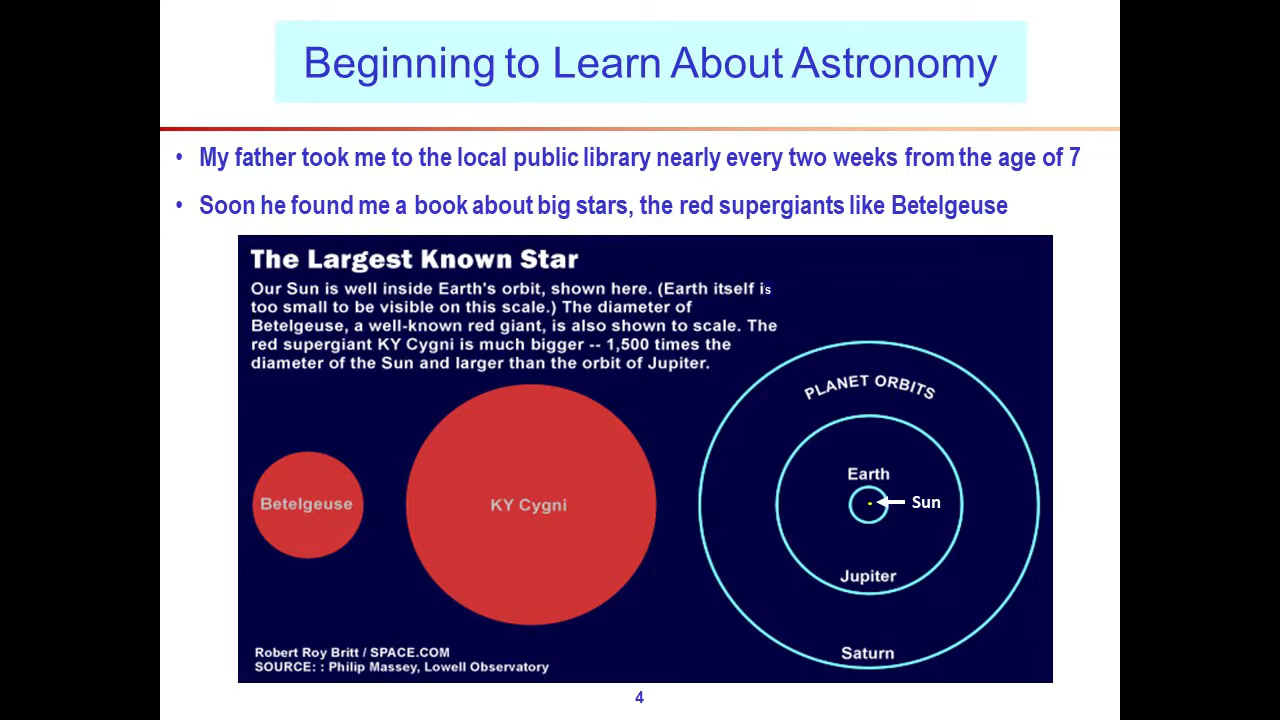 Beginning to Learn About Astronomy
• My father took me to the local public library nearly every two weeks from the age of 7
• Soon he found me a book about big stars, the red supergiants like Betelgeuse
The Largest Known Star
Our Sun is well inside Earth's orbit, shown here. (Earth itself is
too small to be visible on this scale.) The diameter of
Betelgeuse, a well-known red giant, is also shown to scale. The
red supergiant KY Cygni is much bigger -- 1,500 times the
diameter of the Sun and larger than the orbit of Jupiter.
PLANET ORBITS
Earth
Sun
Betelgeuse
KY Cygni
Jupiter
Saturn
Robert Roy Britt / SPACE.COM
SOURCE: : Philip Massey, Lowell Observatory
4